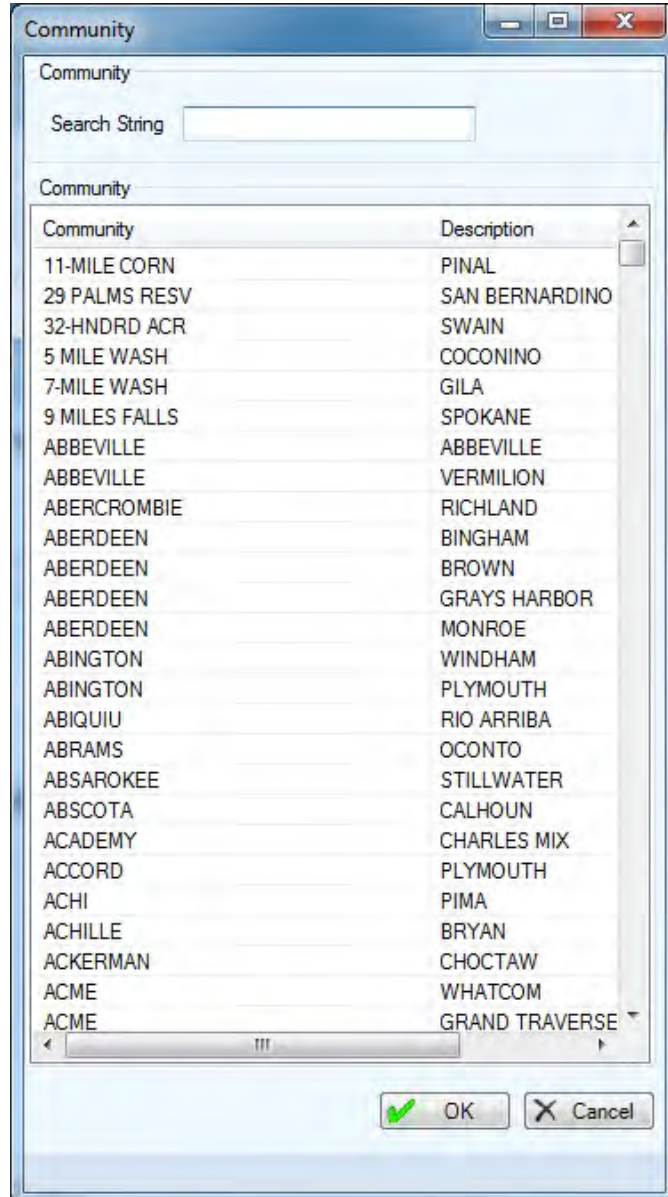 Community
Community
Search String
Community
Community Description
11-MILE CORN PINAL
29 PALMS RESV SAN BERNARDINO
32-HNDRD ACR SWAIN
5 MILE WASH COCONINO
7-MILE WASH GILA
9 MILES FALLS SPOKANE
ABBEVILLE ABBEVILLE
ABBEVILLE VERMILION
ABERCROMBIE RICHLAND
ABERDEEN BINGHAM
ABERDEEN BROWN
ABERDEEN GRAYS HARBOR
ABERDEEN MONROE
ABINGTON WINDHAM
ABINGTON PLYMOUTH
ABIQUIU RIO ARRIBA
ABRAMS OCONTO
ABSAROKEE STILLWATER
ABSCOTA CALHOUN
ACADEMY CHARLES MIX
ACCORD PLYMOUTH
ACHI PIMA
ACHILLE BRYAN
ACKERMAN CHOCTAW
ACME WHATCOM
ACME GRAND TRAVERSE
OK Cancel